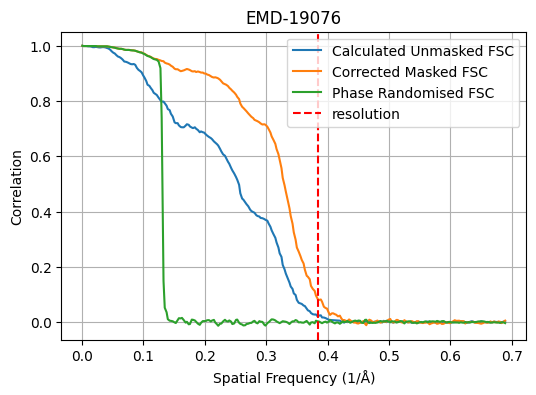 EMD-19076
Calculated Unmasked FSC
Corrected Masked FSC
Phase Randomised FSC
resolution
Correlation
1.0
0.8
0.6
0.4
0.2
0.0
0.0 0.1 0.2 0.3 0.4 0.5 0.6 0.7
Spatial Frequency (1/Å)